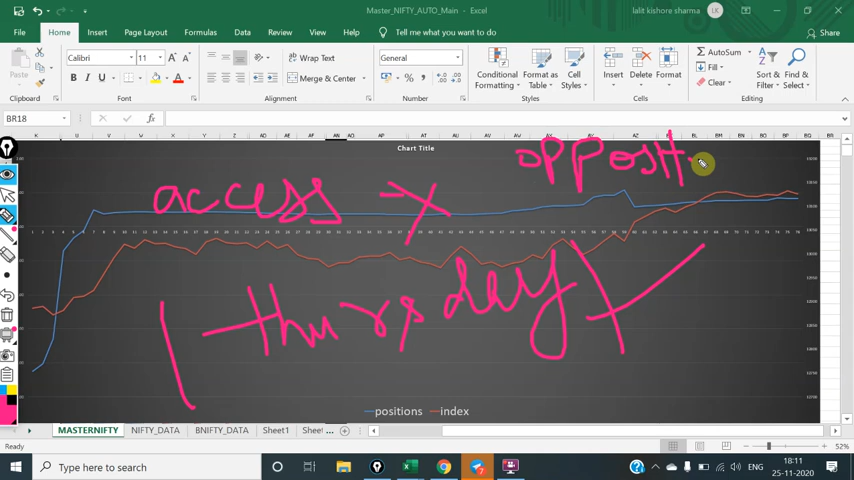 Master_NIFTY_AUTO_Main - Excel
lalit kishore sharma
LK
File Home Insert Page Layout Formulas Data Review View Help Tell me what you want to do Share
Paste
Calibri 11
Wrap Text
General
B I U
Merge & Center
Conditional Formatting
Format as Table
Cell Styles
Insert
Delete
Format
AutoSum
Fill
Clear
Sort & Filter
Find & Select
Clipboard Font Alignment Number Styles Cells Editing
BR18
fx
Chart Title
opposit
access
thursday
positions index
MASTERNIFTY NIFTY_DATA BNIFTY_DATA Sheet1 Sheet ...
Ready
52%
Type here to search
ENG
18:11
25-11-2020